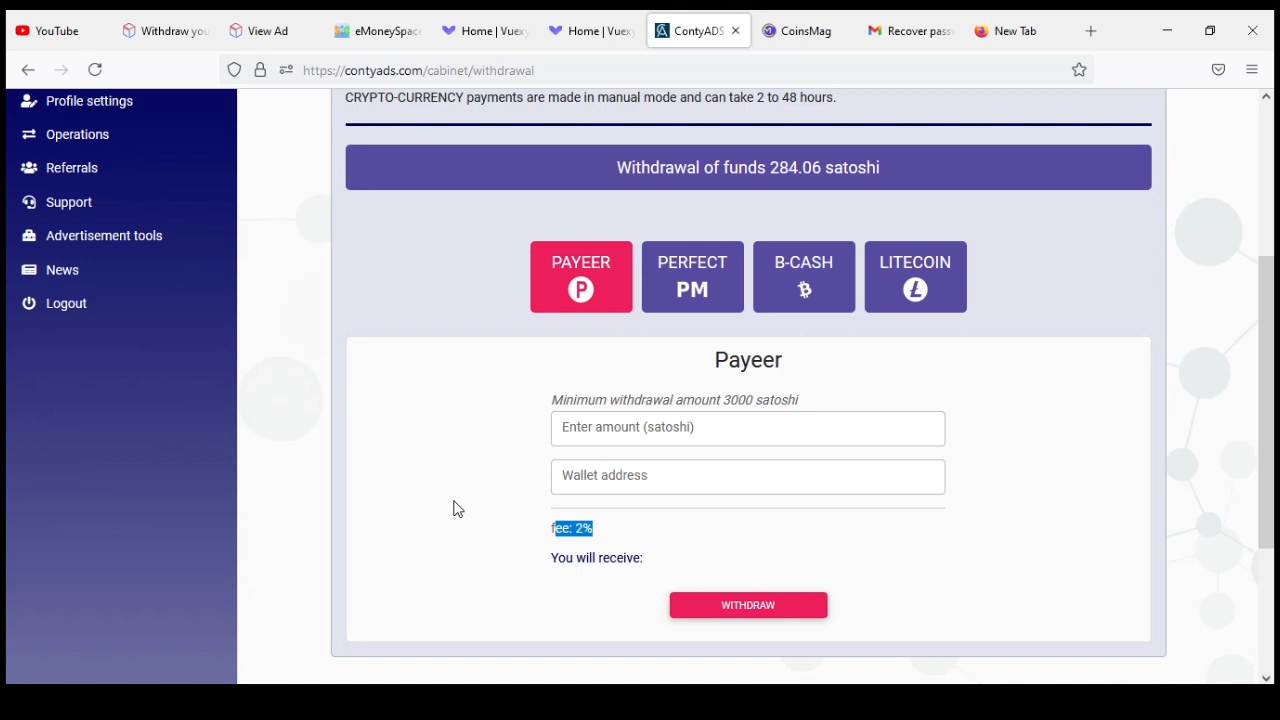 YouTube
Withdraw you
View Ad
eMoneySpac
Home | Vuexy
Home | Vuexy
ContyADS
CoinsMag
Recover pass
New Tab
https://contyads.com/cabinet/withdrawal
Profile settings
Operations
Referrals
Support
Advertisement tools
News
Logout
CRYPTO-CURRENCY payments are made in manual mode and can take 2 to 48 hours.
Withdrawal of funds 284.06 satoshi
PAYEER
P
PERFECT
PM
B-CASH
LITECOIN
Payeer
Minimum withdrawal amount 3000 satoshi
Enter amount (satoshi)
Wallet address
fee: 2%
You will receive:
WITHDRAW